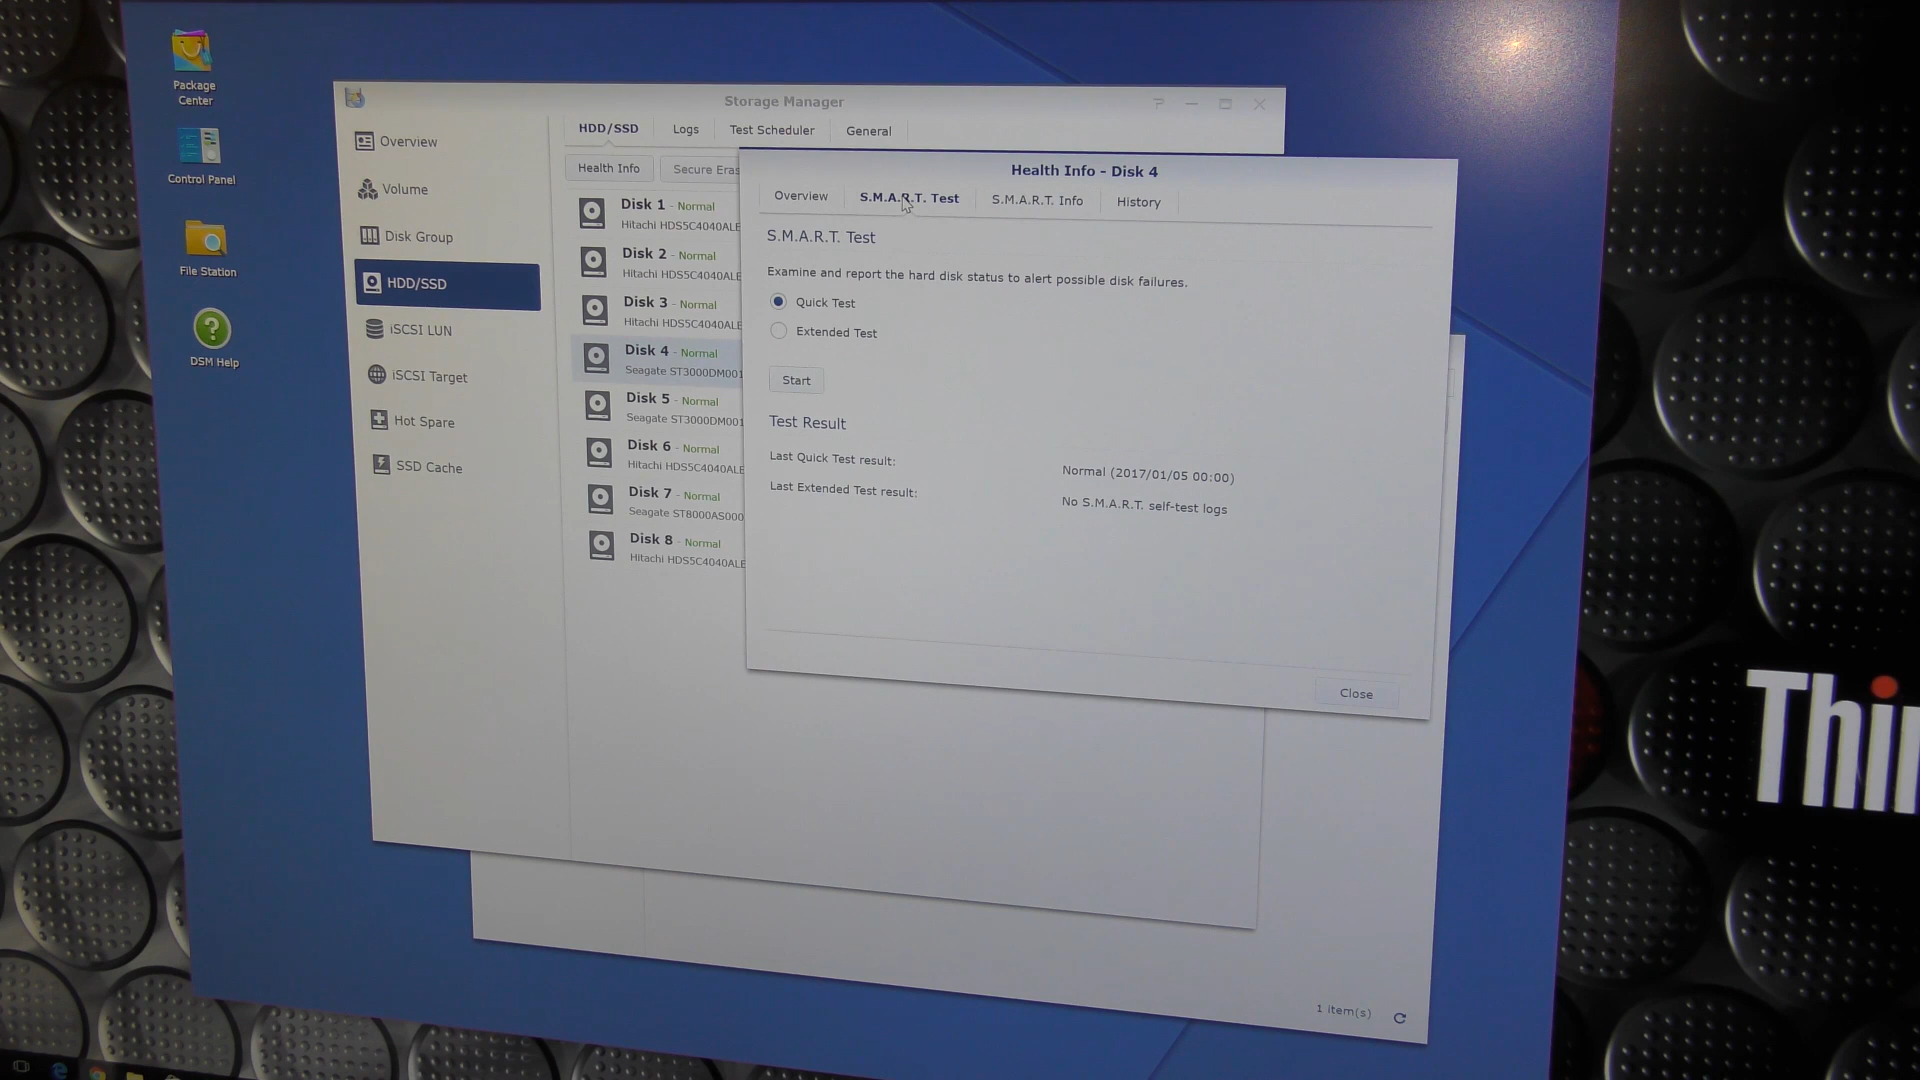 Package
Center
Control Panel
File Station
DSM Help
Storage Manager
Overview
Volume
Disk Group
HDD/SSD
iSCSI LUN
iSCSI Target
Hot Spare
SSD Cache
HDD/SSD
Logs
Test Scheduler
General
Health Info
Secure Eras
Disk 1 - Normal
Hitachi HDS5C4040ALE
Disk 2 - Normal
Hitachi HDS5C4040ALE
Disk 3 - Normal
Hitachi HDS5C4040ALE
Disk 4 - Normal
Seagate ST3000DM001
Disk 5 - Normal
Seagate ST3000DM001
Disk 6 - Normal
Hitachi HDS5C4040ALE
Disk 7 - Normal
Seagate ST8000AS000
Disk 8 - Normal
Hitachi HDS5C4040ALE
Health Info - Disk 4
Overview
S.M.A.R.T. Test
S.M.A.R.T. Info
History
S.M.A.R.T. Test
Examine and report the hard disk status to alert possible disk failures.
Quick Test
Extended Test
Start
Test Result
Last Quick Test result:
Normal (2017/01/05 00:00)
Last Extended Test result:
No S.M.A.R.T. self-test logs
Close
1 item(s)
Thi